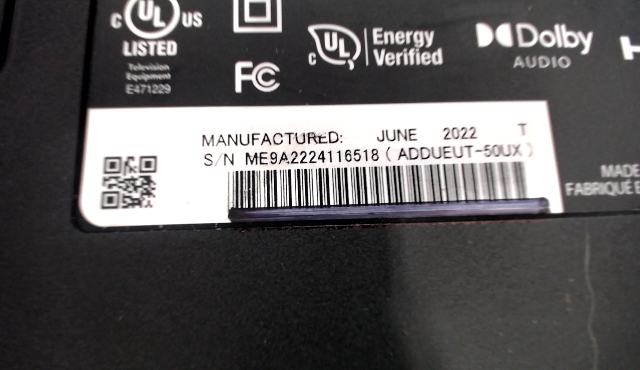 c UL US
LISTED
Television
Equipment
E471229
FC
c UL Energy
Verified
Dolby
AUDIO
H
MANUFACTURED: JUNE 2022 T
S/N ME9A2224116518 ( ADDUEUT-50UX )
MADE
FABRIQUÉ E